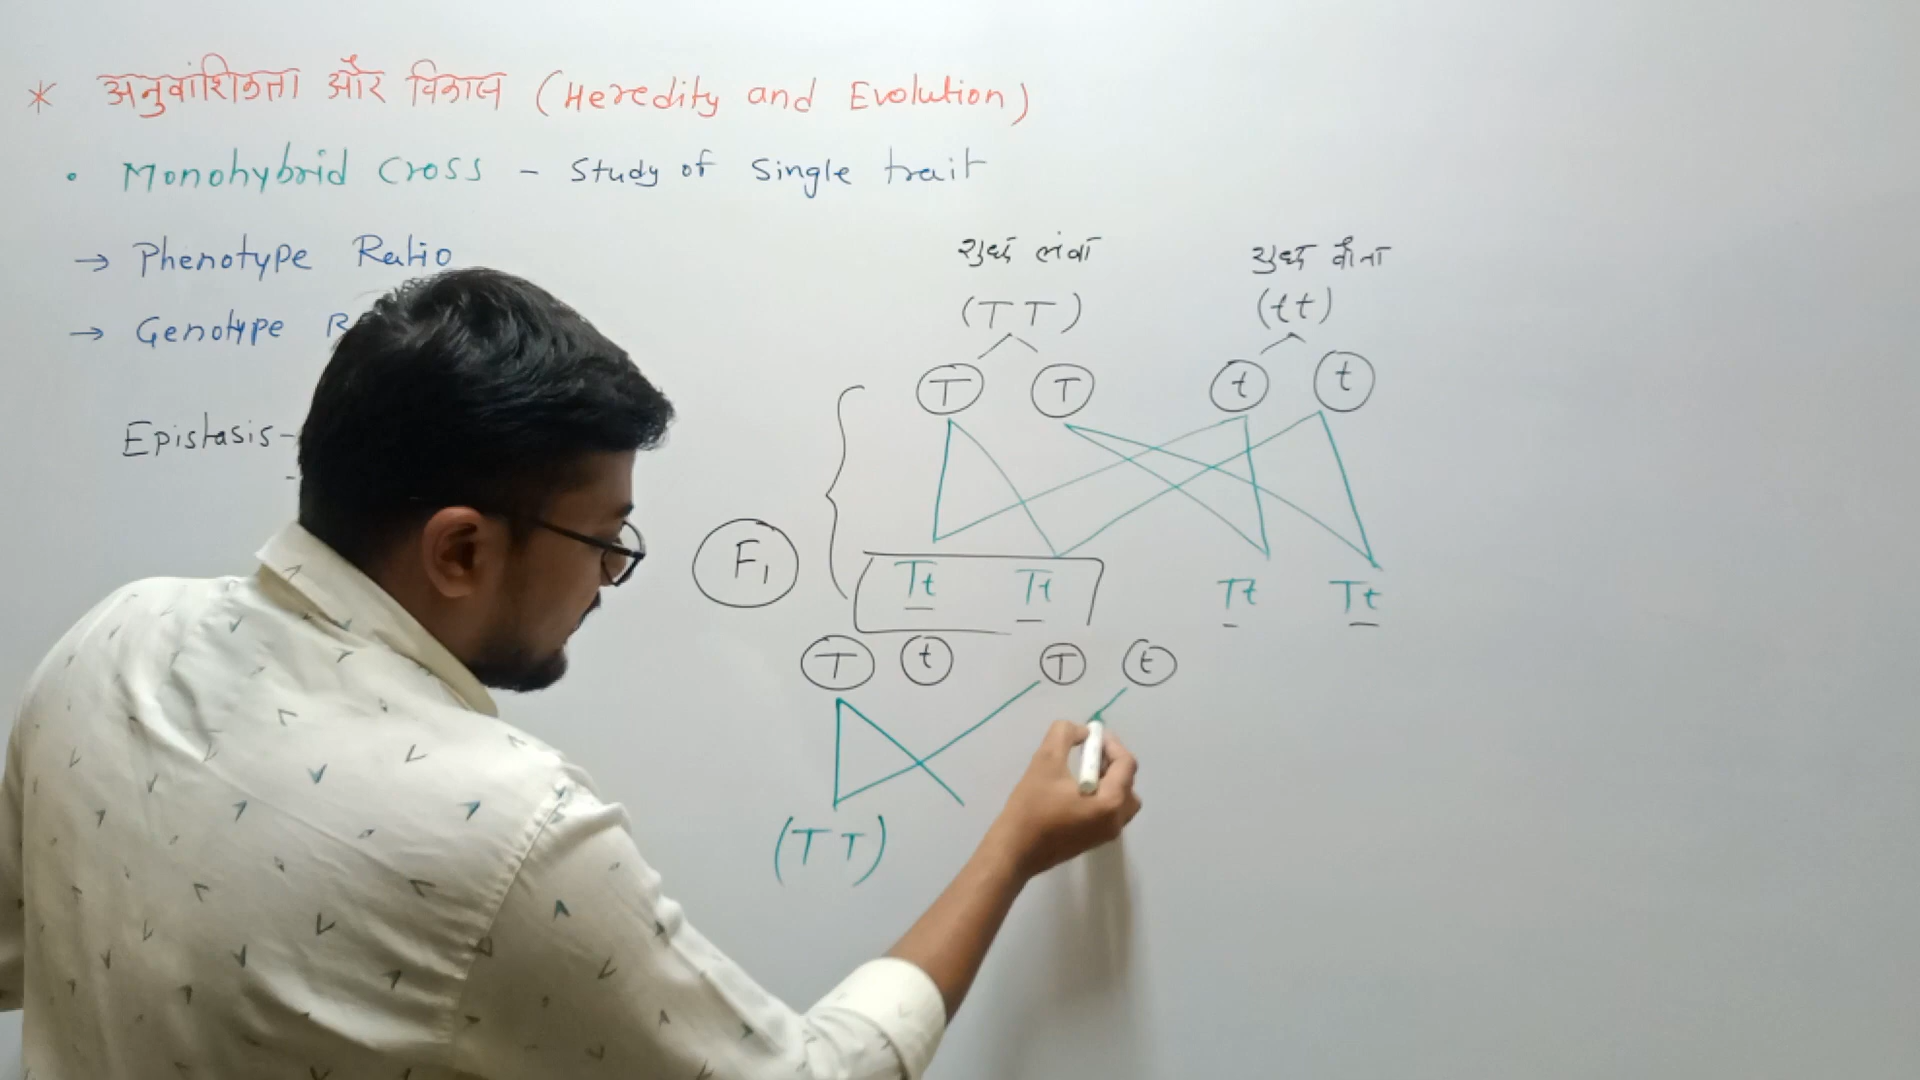 * अनुवांशिकता और विकास (Heredity and Evolution)
• Monohybrid Cross - Study of Single trait
→ Phenotype Ratio
शुध्द लंबा शुध्द बौना
(TT) (tt)
→ Genotype R
T T t t
Epistasis-
F₁
Tt Tt Tt Tt
T t T t
(TT)